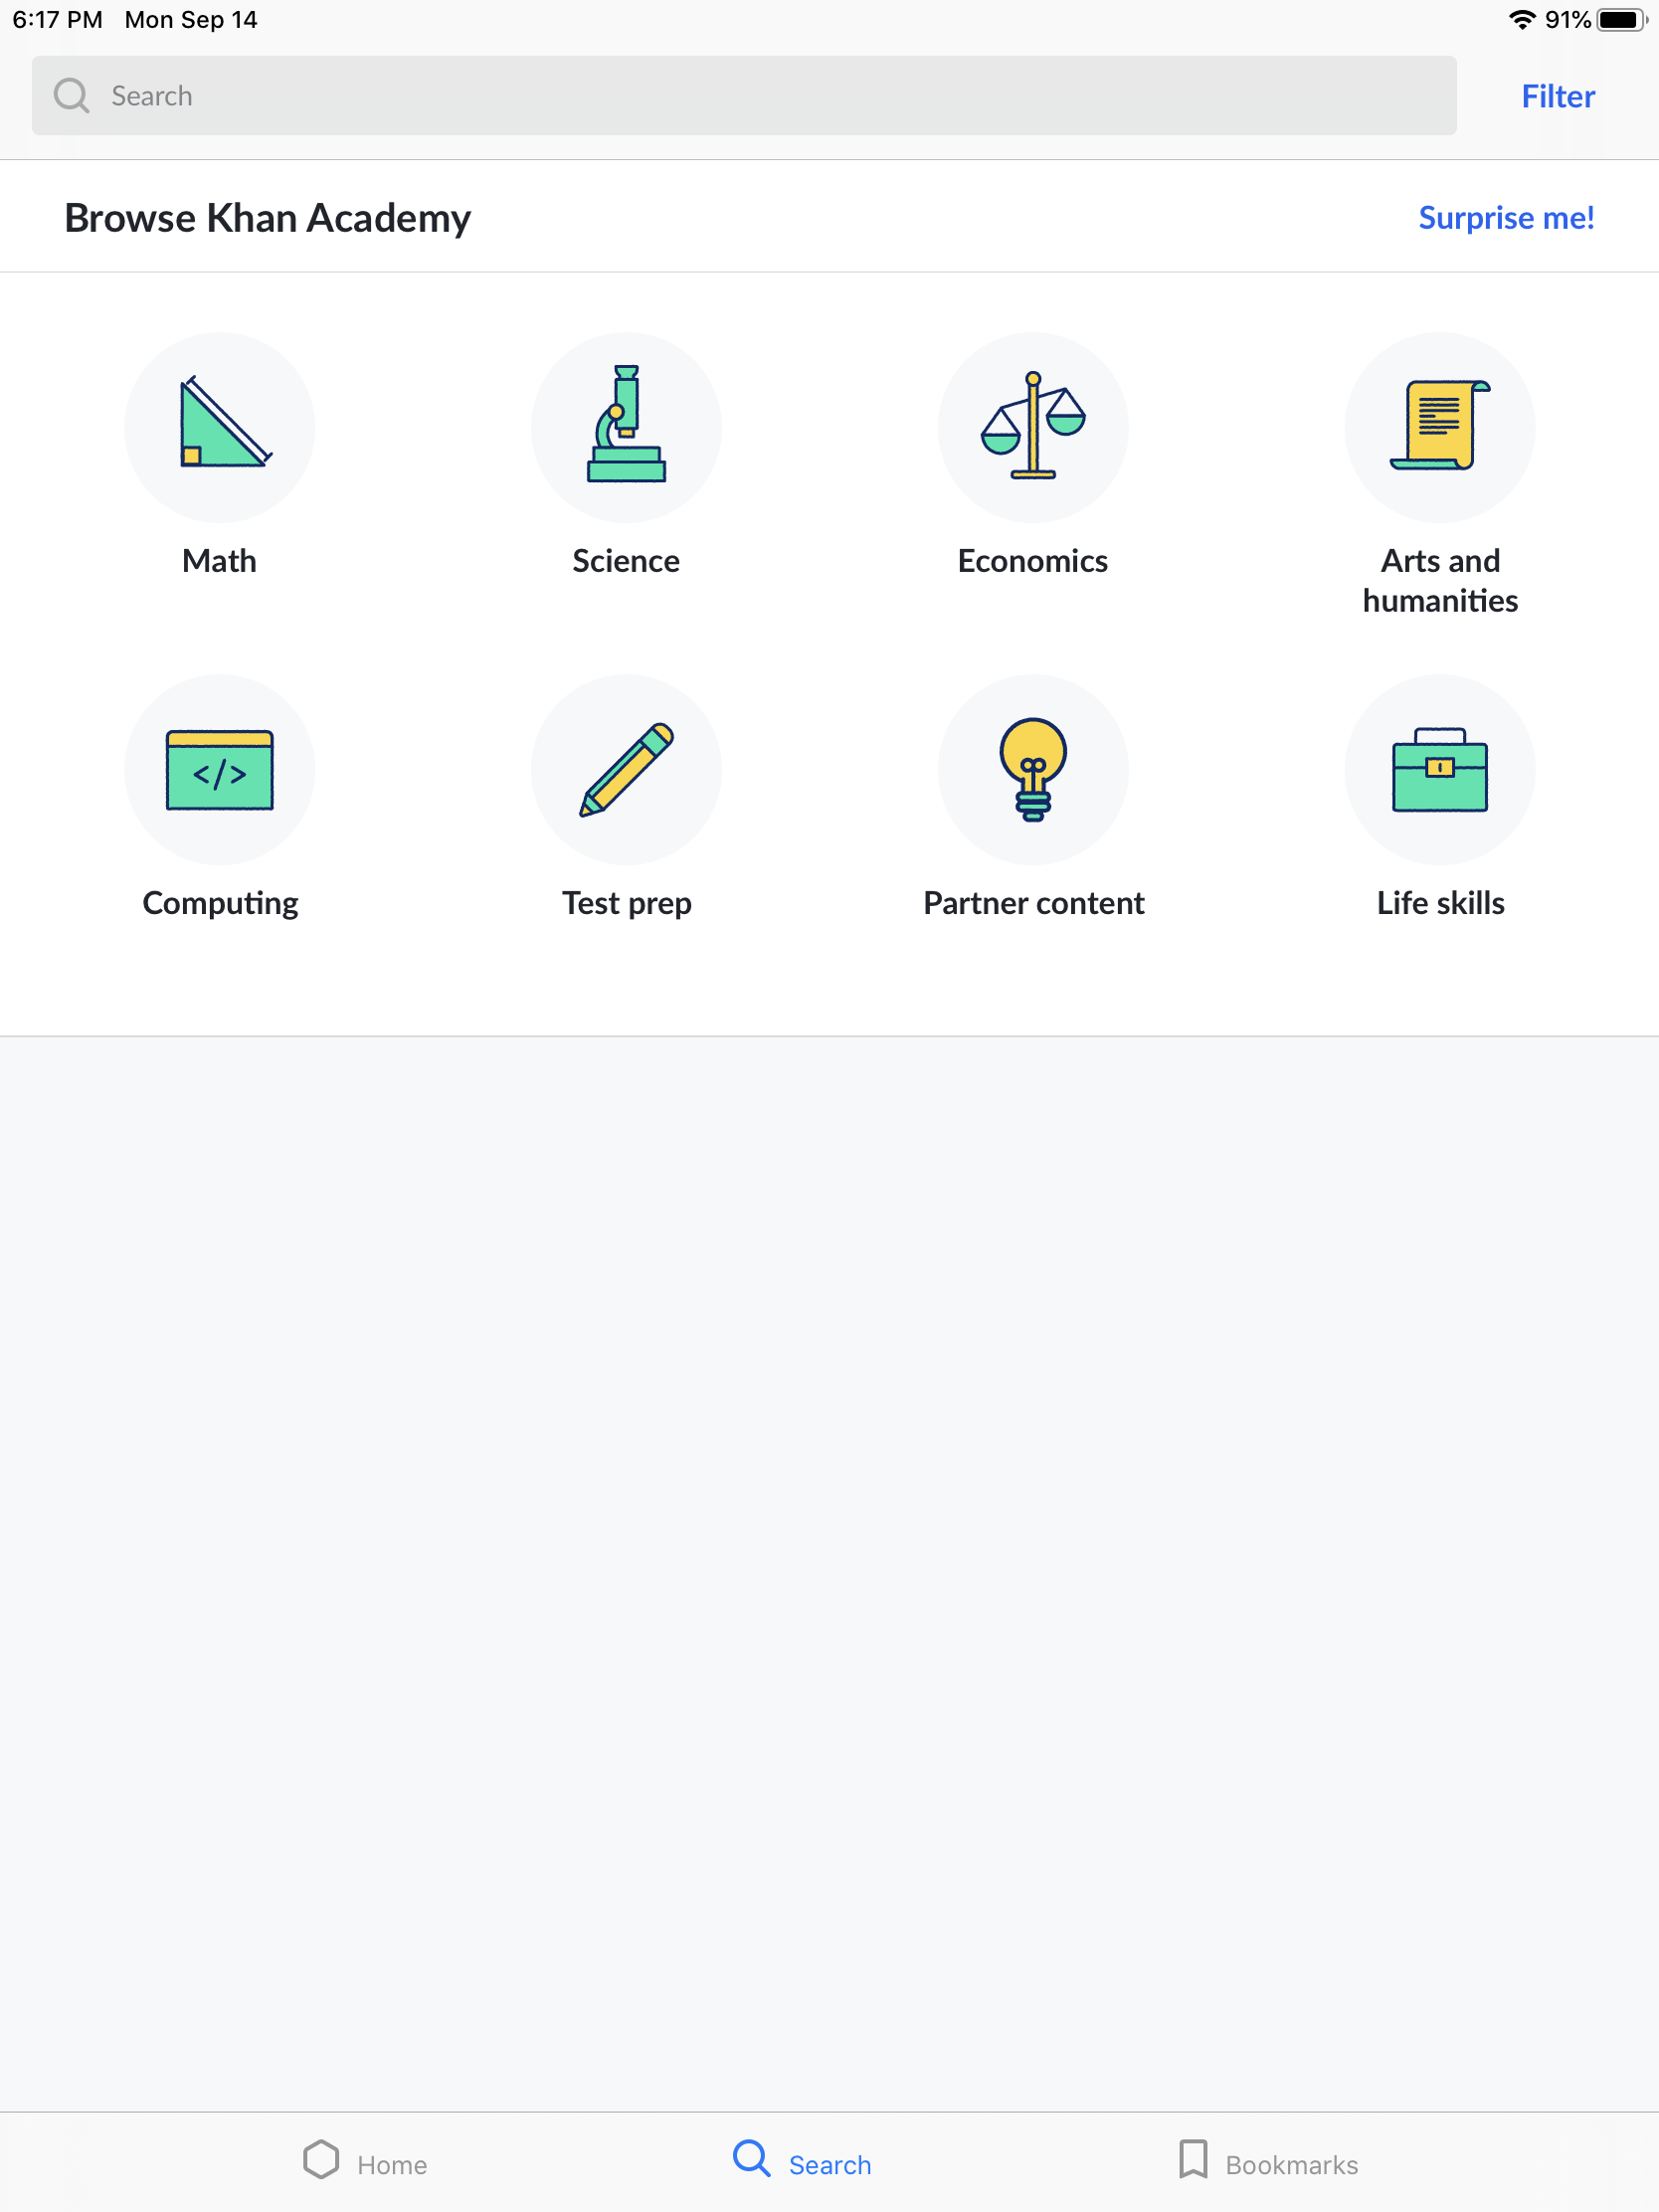 6:17 PM Mon Sep 14 91%
Search Filter
Browse Khan Academy Surprise me!
Math Science Economics Arts and
humanities
</>
Computing Test prep Partner content Life skills
Home Search Bookmarks